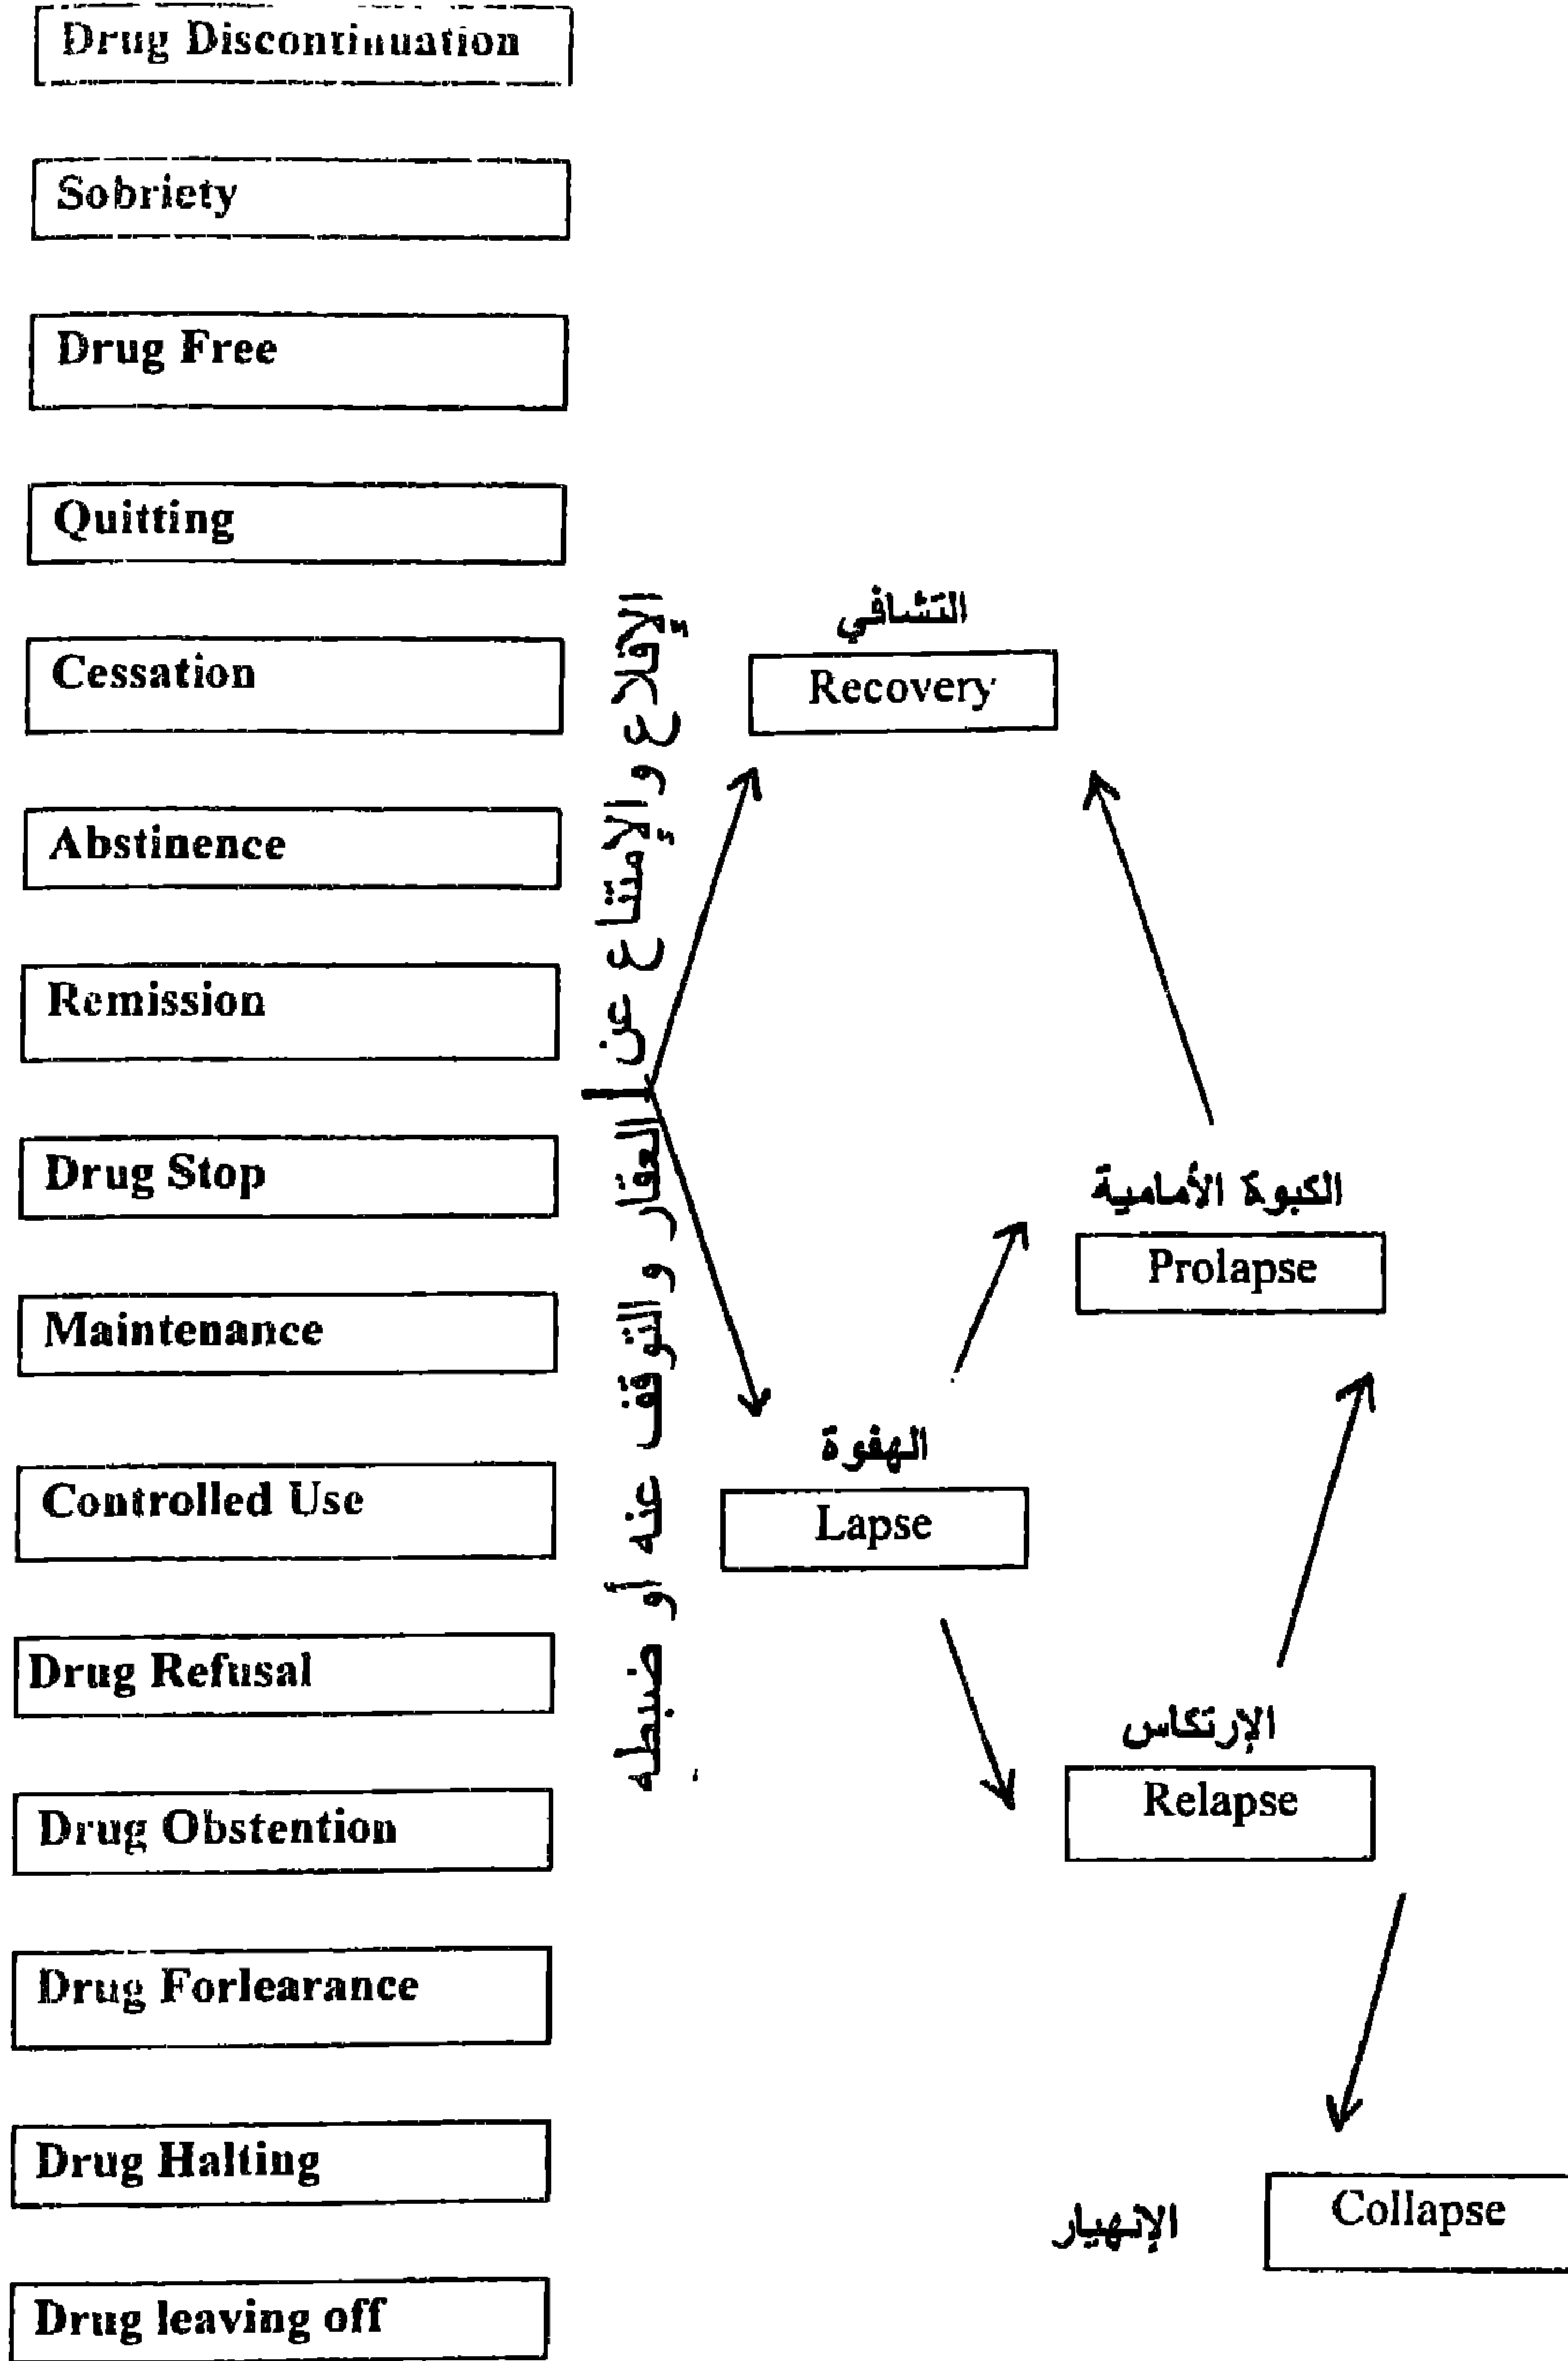 Drug Discontinuation
Sobriety
Drug Free
Quitting
Cessation
Abstinence
Remission
Drug Stop
Maintenance
Controlled Use
Drug Refusal
Drug Obstention
Drug Forlearance
Drug Halting
Drug leaving off
الإقلاع والإمتناع عن العقار والتوقف عنه أو ضبطه
التشافي
Recovery
الكبوة الأمامية
Prolapse
الهفوة
Lapse
الإرتكاس
Relapse
الإنهيار
Collapse